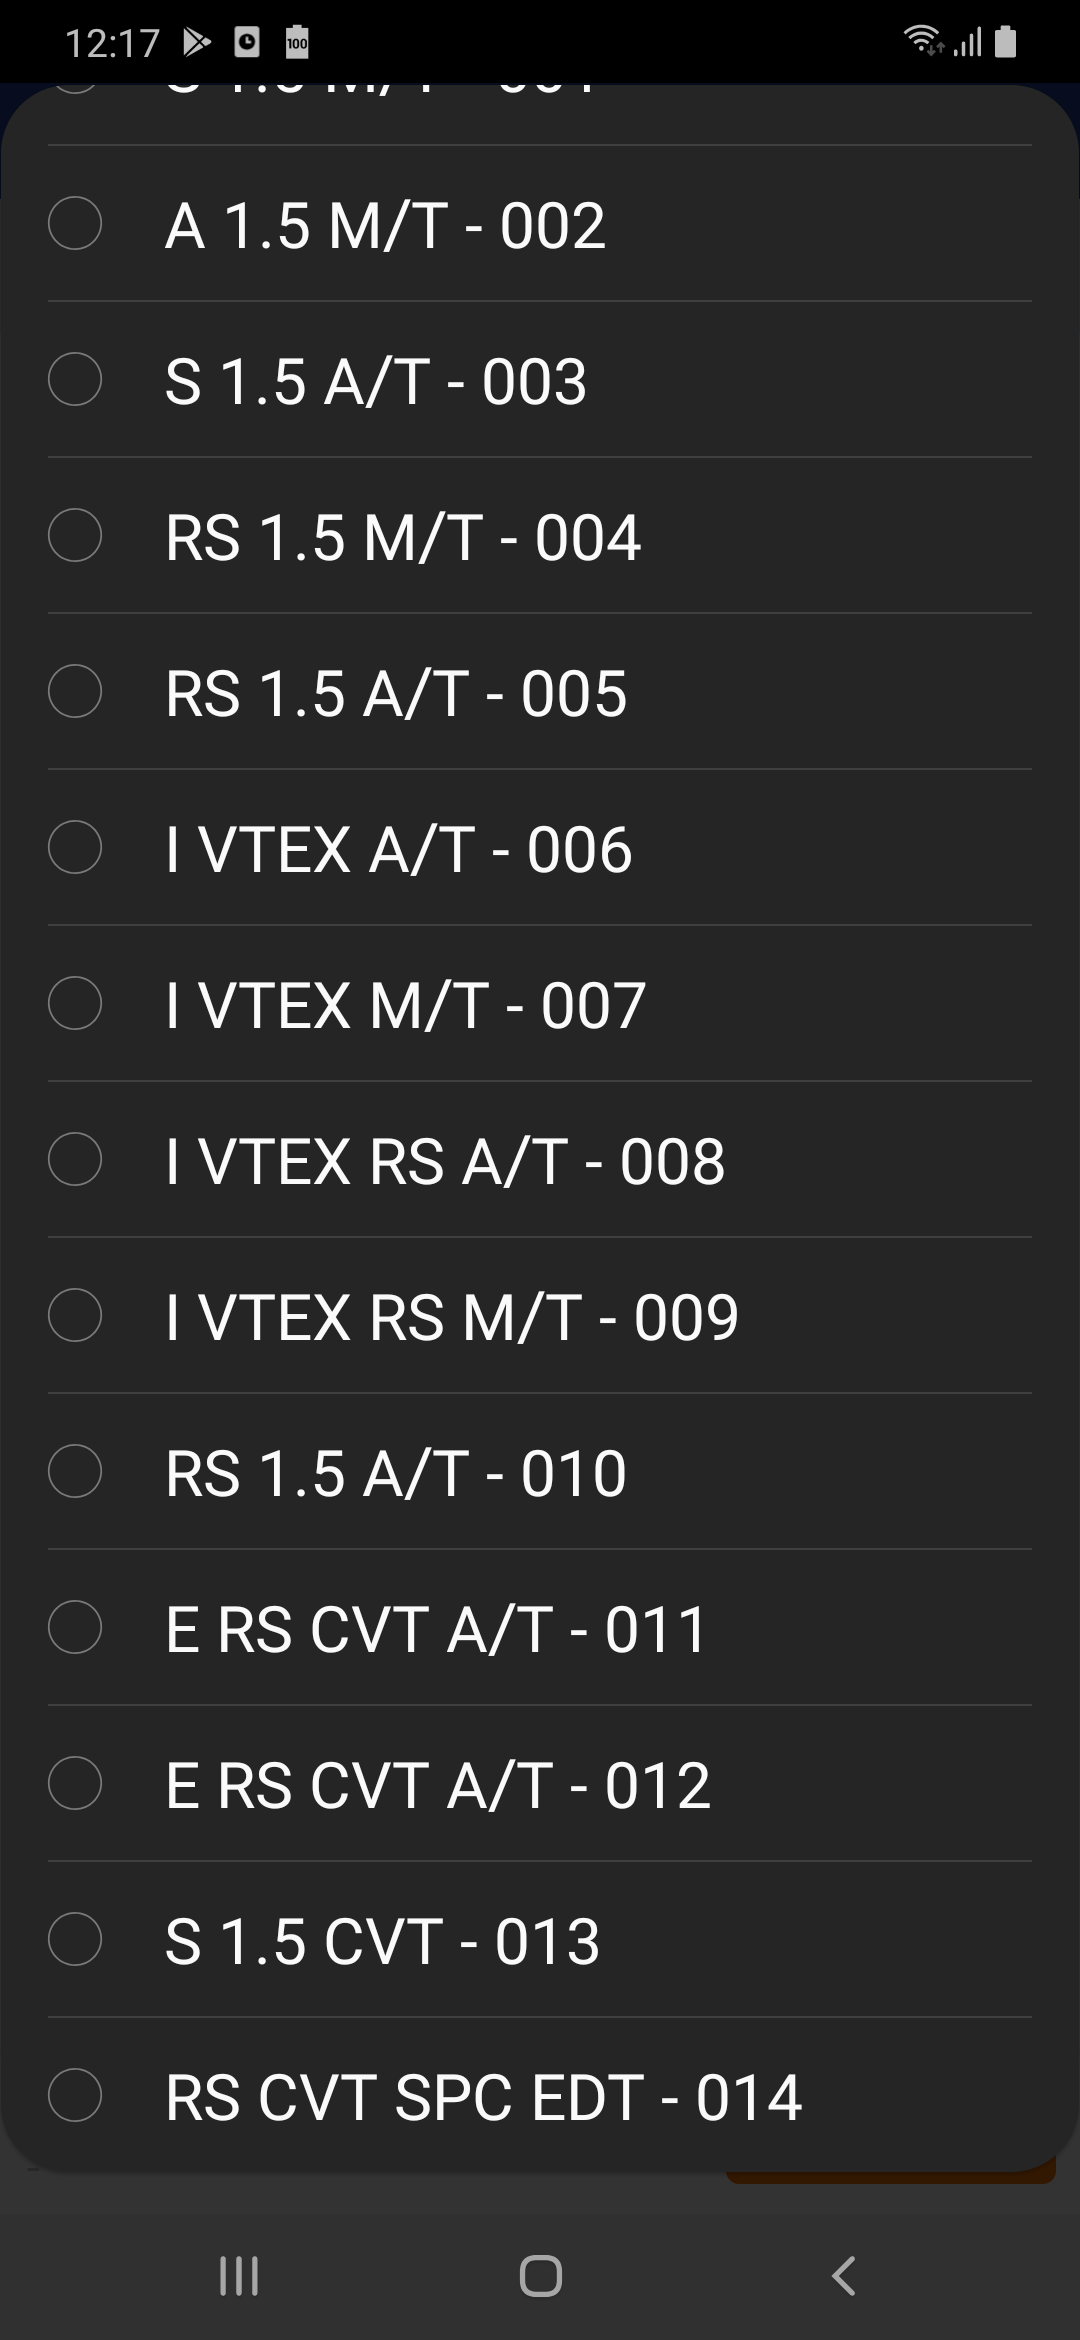 12:17
100
A 1.5 M/T - 002
S 1.5 A/T - 003
RS 1.5 M/T - 004
RS 1.5 A/T - 005
I VTEX A/T - 006
I VTEX M/T - 007
I VTEX RS A/T - 008
I VTEX RS M/T - 009
RS 1.5 A/T - 010
E RS CVT A/T - 011
E RS CVT A/T - 012
S 1.5 CVT - 013
RS CVT SPC EDT - 014